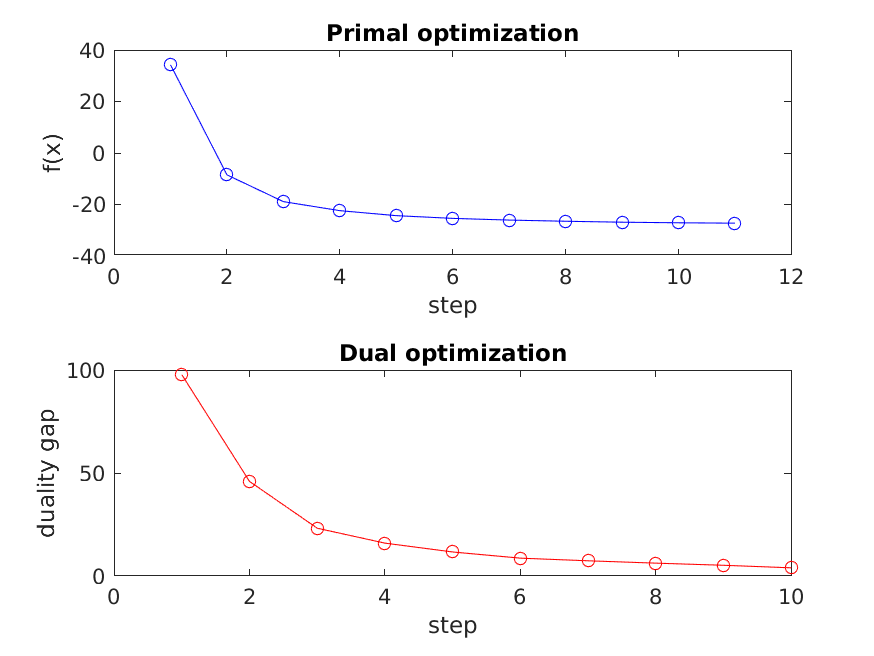 Primal optimization
40
20
0
-20
-40
f(x)
0 2 4 6 8 10 12
step
Dual optimization
100
50
0
duality gap
0 2 4 6 8 10
step